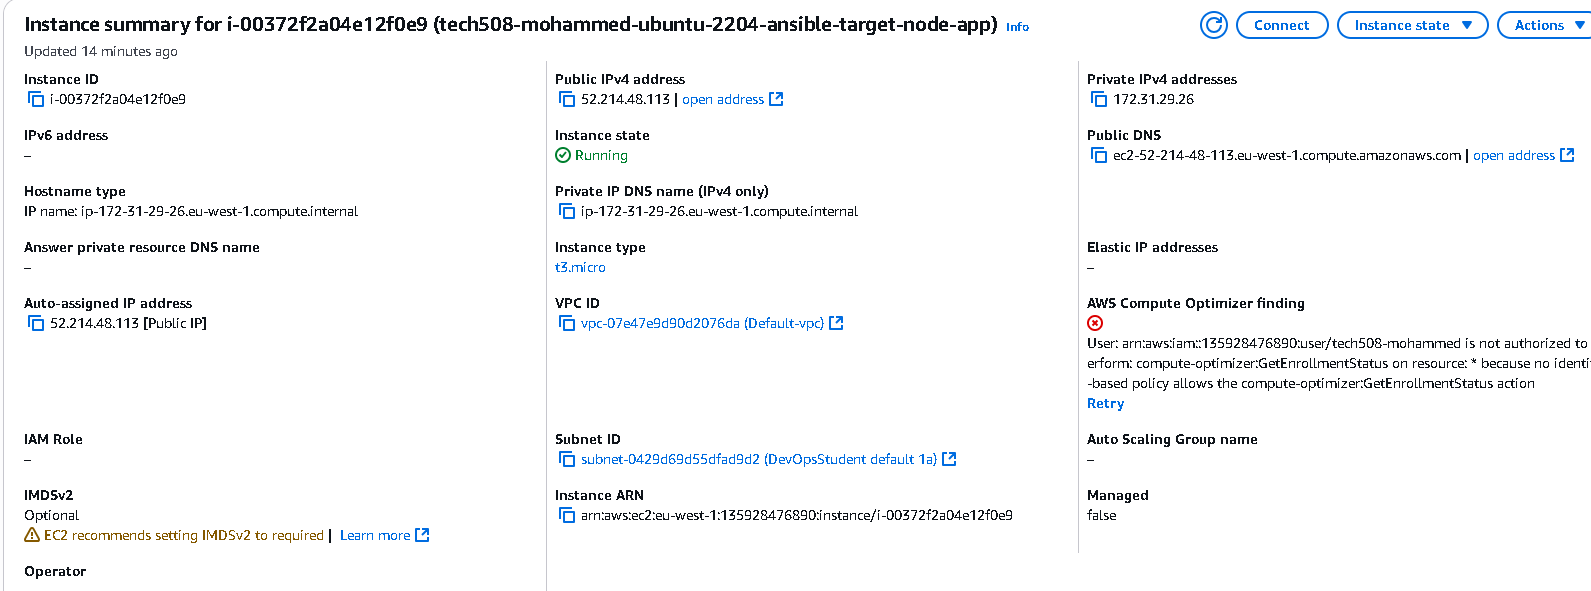 Instance summary for i-00372f2a04e12f0e9 (tech508-mohammed-ubuntu-2204-ansible-target-node-app) Info
Connect
Instance state
Actions
Updated 14 minutes ago
Instance ID
i-00372f2a04e12f0e9
Public IPv4 address
52.214.48.113 | open address
Private IPv4 addresses
172.31.29.26
IPv6 address
–
Instance state
Running
Public DNS
ec2-52-214-48-113.eu-west-1.compute.amazonaws.com | open address
Hostname type
IP name: ip-172-31-29-26.eu-west-1.compute.internal
Private IP DNS name (IPv4 only)
ip-172-31-29-26.eu-west-1.compute.internal
Answer private resource DNS name
–
Instance type
t3.micro
Elastic IP addresses
–
Auto-assigned IP address
52.214.48.113 [Public IP]
VPC ID
vpc-07e47e9d90d2076da (Default-vpc)
AWS Compute Optimizer finding
User: arn:aws:iam::135928476890:user/tech508-mohammed is not authorized to
erform: compute-optimizer:GetEnrollmentStatus on resource: * because no identi
-based policy allows the compute-optimizer:GetEnrollmentStatus action
Retry
IAM Role
–
Subnet ID
subnet-0429d69d55dfad9d2 (DevOpsStudent default 1a)
Auto Scaling Group name
–
IMDSv2
Optional
EC2 recommends setting IMDSv2 to required | Learn more
Instance ARN
arn:aws:ec2:eu-west-1:135928476890:instance/i-00372f2a04e12f0e9
Managed
false
Operator